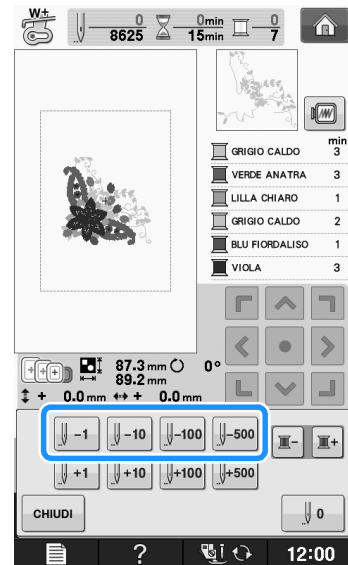 W+
0 0min 0
8625 15min 7
min
GRIGIO CALDO 3
VERDE ANATRA 3
LILLA CHIARO 1
GRIGIO CALDO 2
BLU FIORDALISO 1
VIOLA 3
87.3 mm 0°
89.2 mm
+ 0.0 mm + 0.0 mm
-1 -10 -100 -500 - +
+1 +10 +100 +500
CHIUDI 0
? 12:00